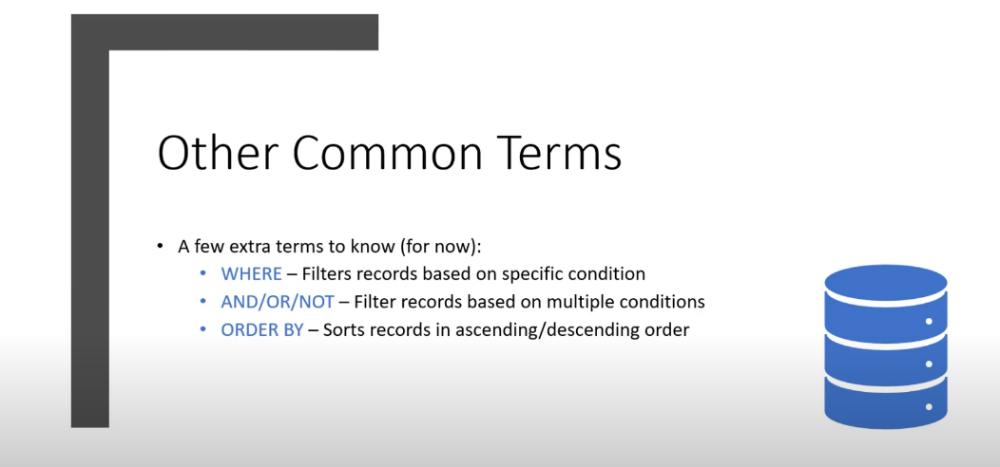 Other Common Terms
• A few extra terms to know (for now):
• WHERE – Filters records based on specific condition
• AND/OR/NOT – Filter records based on multiple conditions
• ORDER BY – Sorts records in ascending/descending order